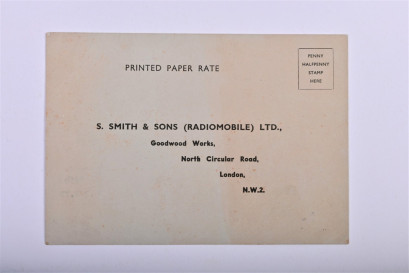 PRINTED PAPER RATE
PENNY
HALFPENNY
STAMP
HERE
S. SMITH & SONS (RADIOMOBILE) LTD.,
Goodwood Works,
North Circular Road,
London,
N.W.2.